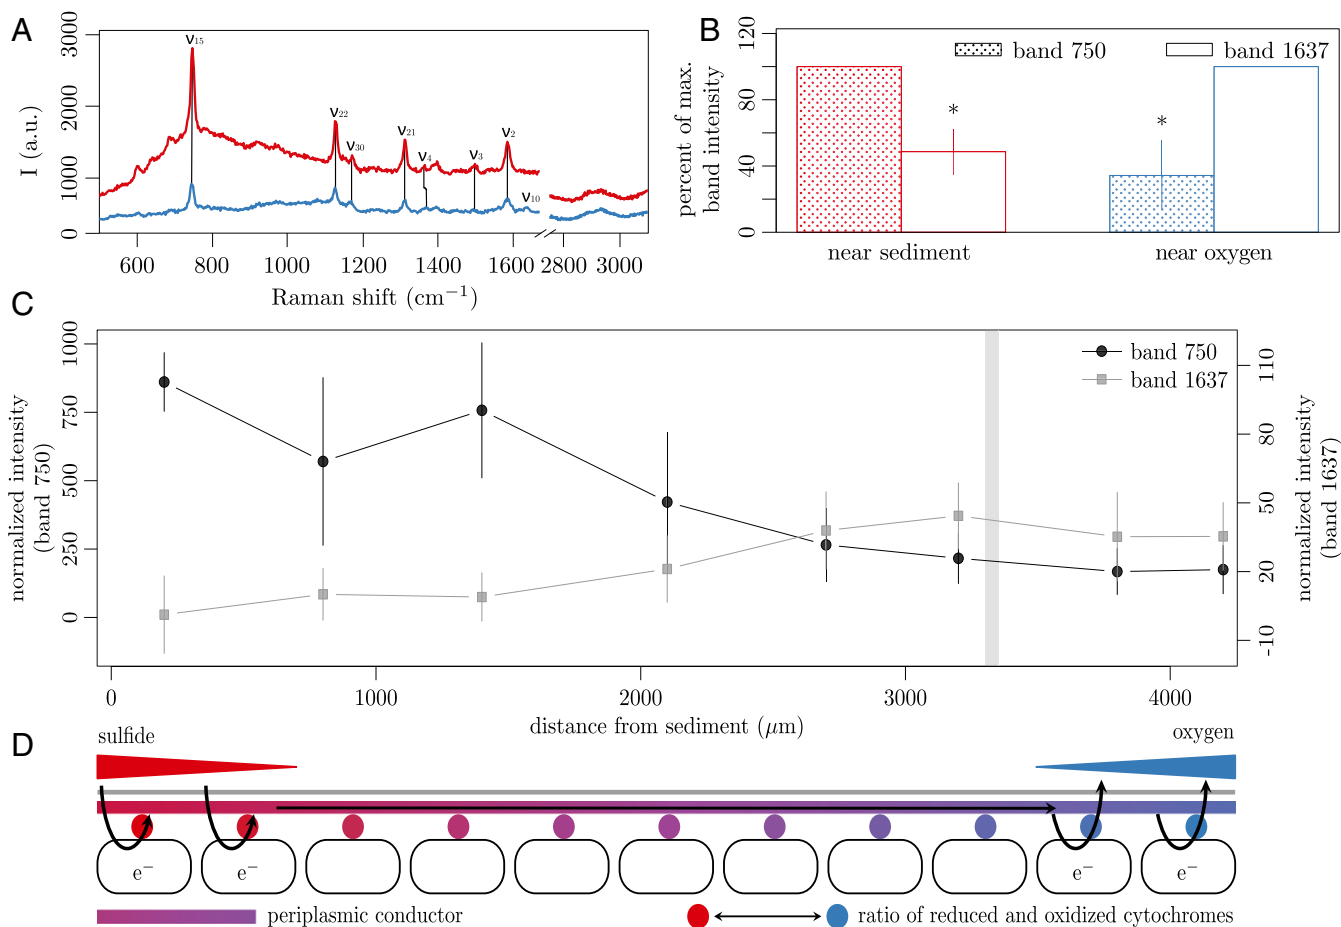 A
I (a.u.)
3000
2000
1000
0
ν15
ν22
ν30
ν21
ν4
ν3
ν2
ν10
600 800 1000 1200 1400 1600 2800 3000
Raman shift (cm−1)
B
percent of max.
band intensity
120
80
40
0
band 750
band 1637
*
*
near sediment
near oxygen
C
normalized intensity
(band 750)
1000
750
500
250
0
band 750
band 1637
110
80
50
20
-10
normalized intensity
(band 1637)
0 1000 2000 3000 4000
distance from sediment (μm)
D
sulfide
oxygen
e− e− e− e−
periplasmic conductor
ratio of reduced and oxidized cytochromes